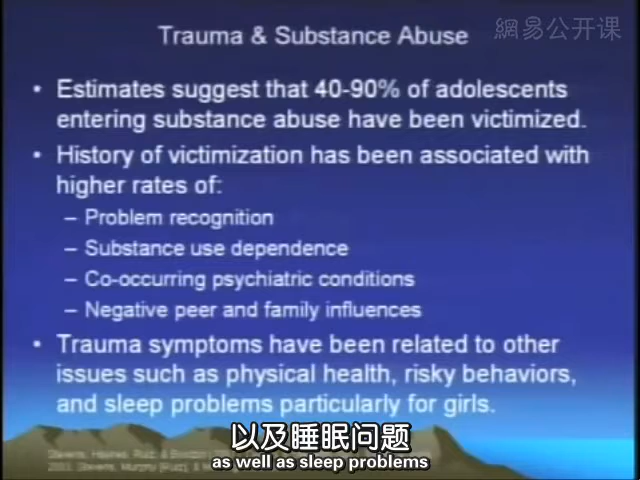 網易公开课
Trauma & Substance Abuse
• Estimates suggest that 40-90% of adolescents
entering substance abuse have been victimized.
• History of victimization has been associated with
higher rates of:
– Problem recognition
– Substance use dependence
– Co-occurring psychiatric conditions
– Negative peer and family influences
• Trauma symptoms have been related to other
issues such as physical health, risky behaviors,
and sleep problems particularly for girls.
以及睡眠问题
as well as sleep problems